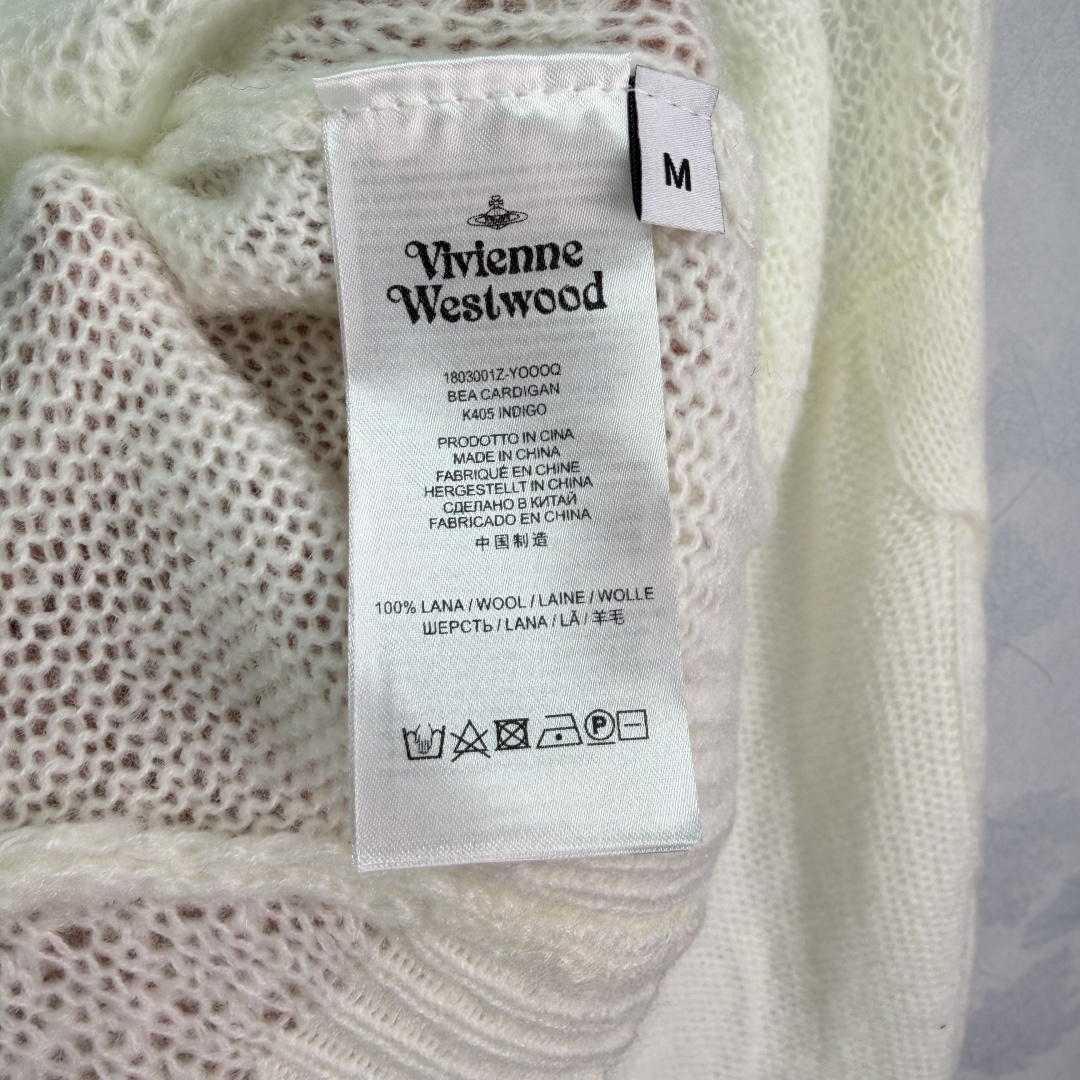 M
Vivienne
Westwood
1803001Z-YOOOQ
BEA CARDIGAN
K405 INDIGO
PRODOTTO IN CINA
MADE IN CHINA
FABRIQUÉ EN CHINE
HERGESTELLT IN CHINA
СДЕЛАНО В КИТАЙ
FABRICADO EN CHINA
中国制造
100% LANA / WOOL / LAINE / WOLLE
ШЕРСТЬ / LANA / LÃ / 羊毛
P